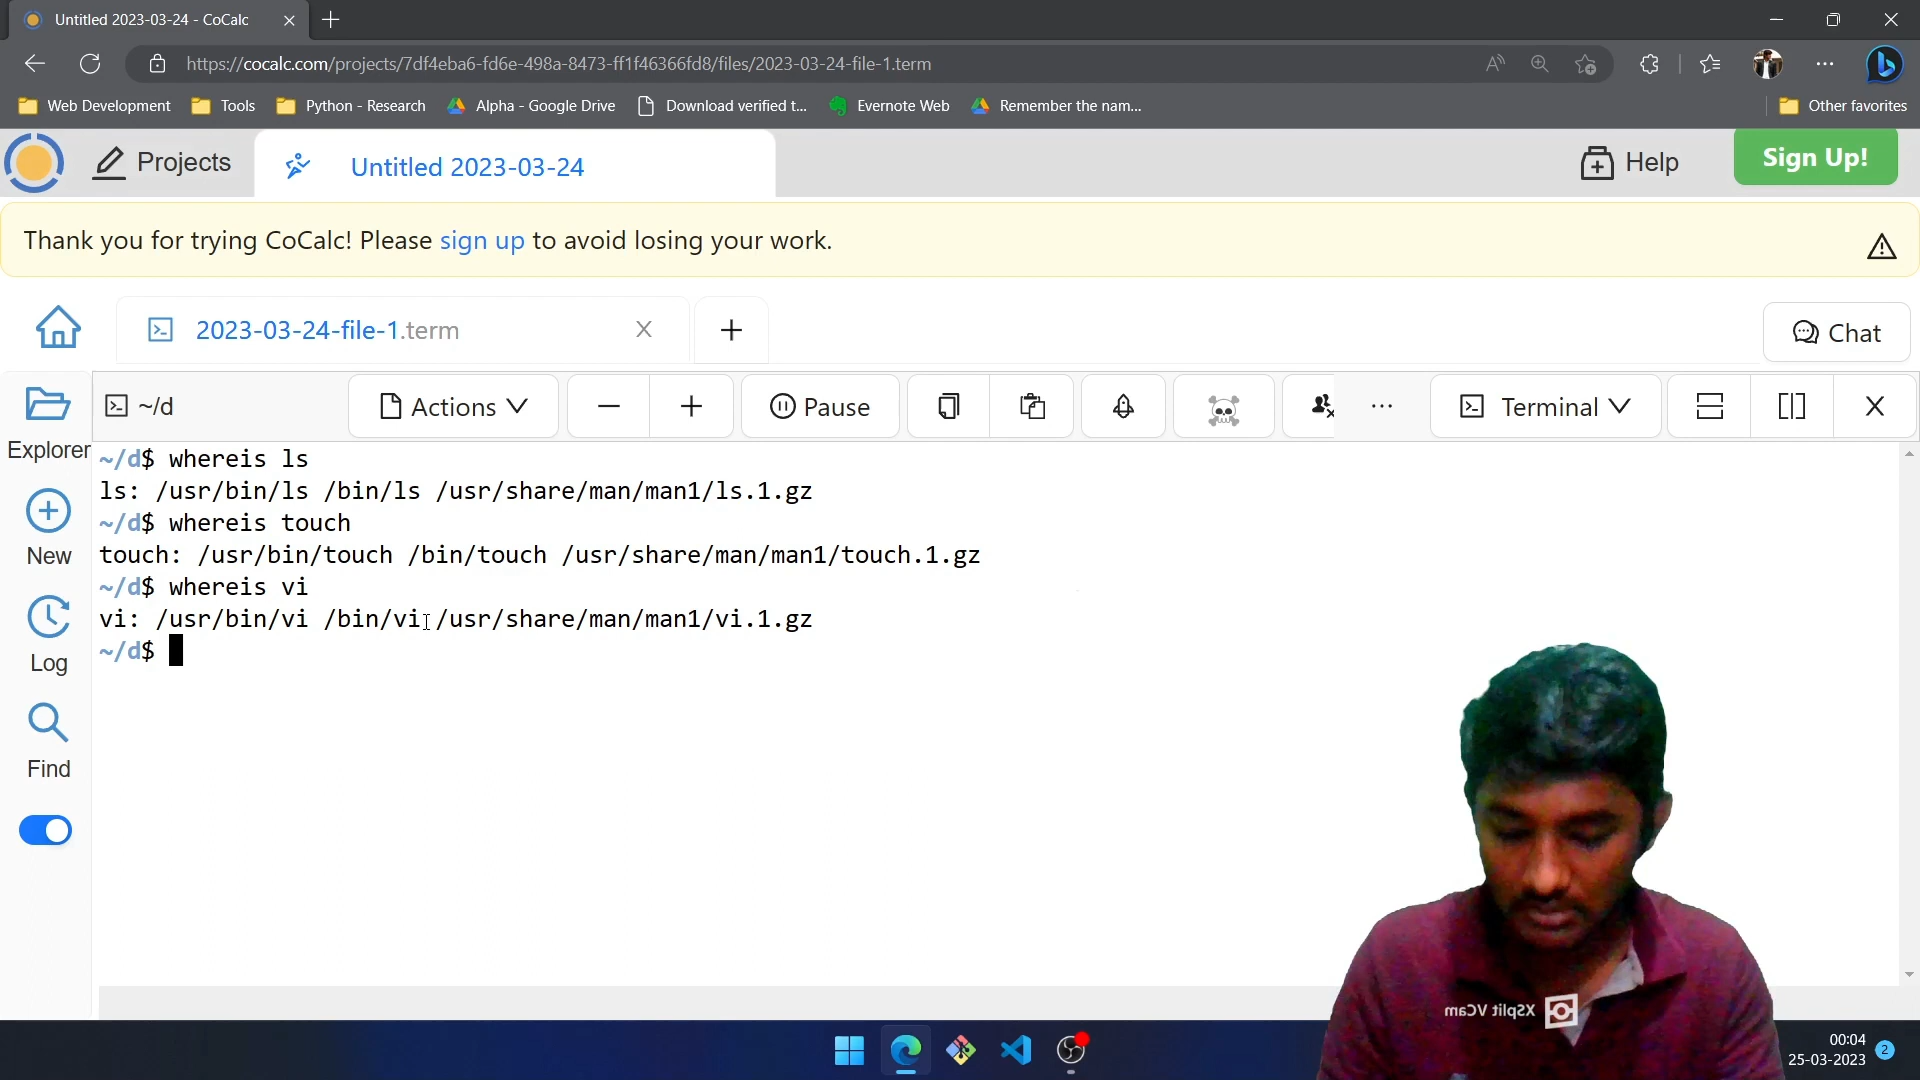 Untitled 2023-03-24 - CoCalc
https://cocalc.com/projects/7df4eba6-fd6e-498a-8473-ff1f46366fd8/files/2023-03-24-file-1.term
Web Development Tools Python - Research Alpha - Google Drive Download verified t... Evernote Web Remember the nam... Other favorites
Projects Untitled 2023-03-24 Help Sign Up!
Thank you for trying CoCalc! Please sign up to avoid losing your work.
2023-03-24-file-1.term Chat
~/d Actions Pause Terminal
Explorer
New
Log
Find
~/d$ whereis ls
ls: /usr/bin/ls /bin/ls /usr/share/man/man1/ls.1.gz
~/d$ whereis touch
touch: /usr/bin/touch /bin/touch /usr/share/man/man1/touch.1.gz
~/d$ whereis vi
vi: /usr/bin/vi /bin/vi /usr/share/man/man1/vi.1.gz
~/d$
XSplit VCam
00:04
25-03-2023 2